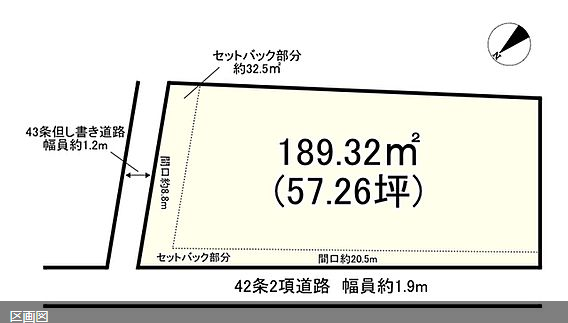 セットバック部分
約32.5㎡
N
43条但し書き道路
幅員約1.2m
間口約8.8m
189.32㎡
(57.26坪)
セットバック部分
間口約20.5m
42条2項道路 幅員約1.9m
区画図